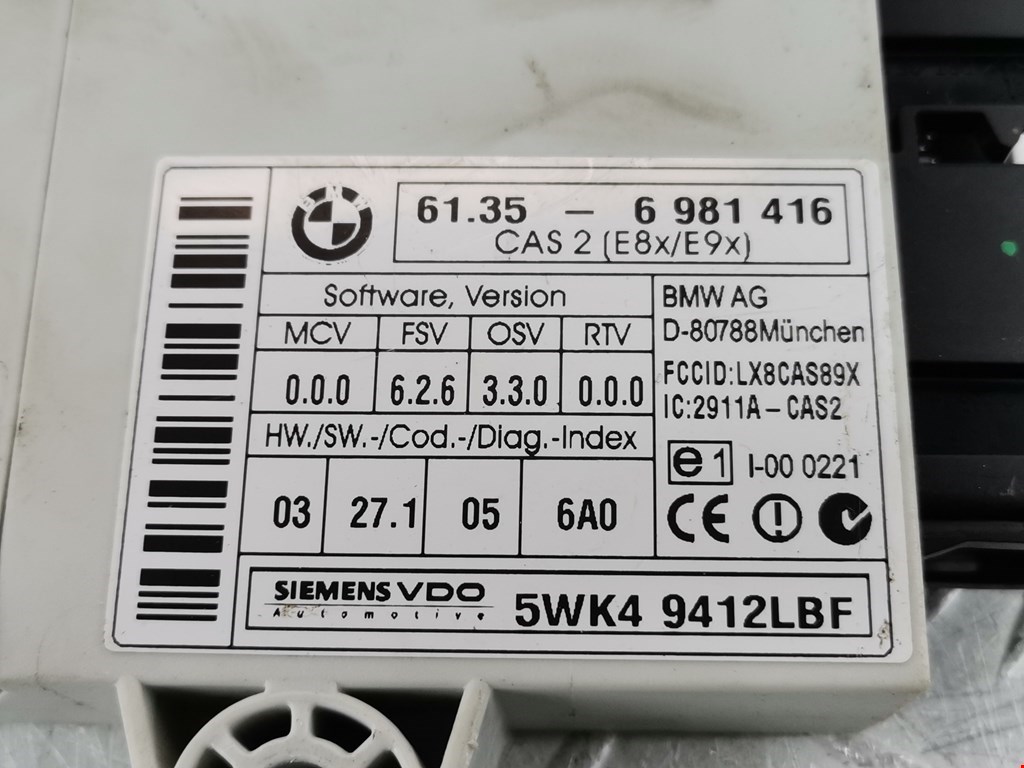 BMW
61.35 – 6 981 416
CAS 2 (E8x/E9x)
Software, Version
MCV FSV OSV RTV
0.0.0 6.2.6 3.3.0 0.0.0
HW./SW.-/Cod.-/Diag.-Index
03 27.1 05 6A0
BMW AG
D-80788München
FCCID:LX8CAS89X
IC:2911A-CAS2
e1 I-00 0221
CE
SIEMENS VDO
Automotive
5WK4 9412LBF